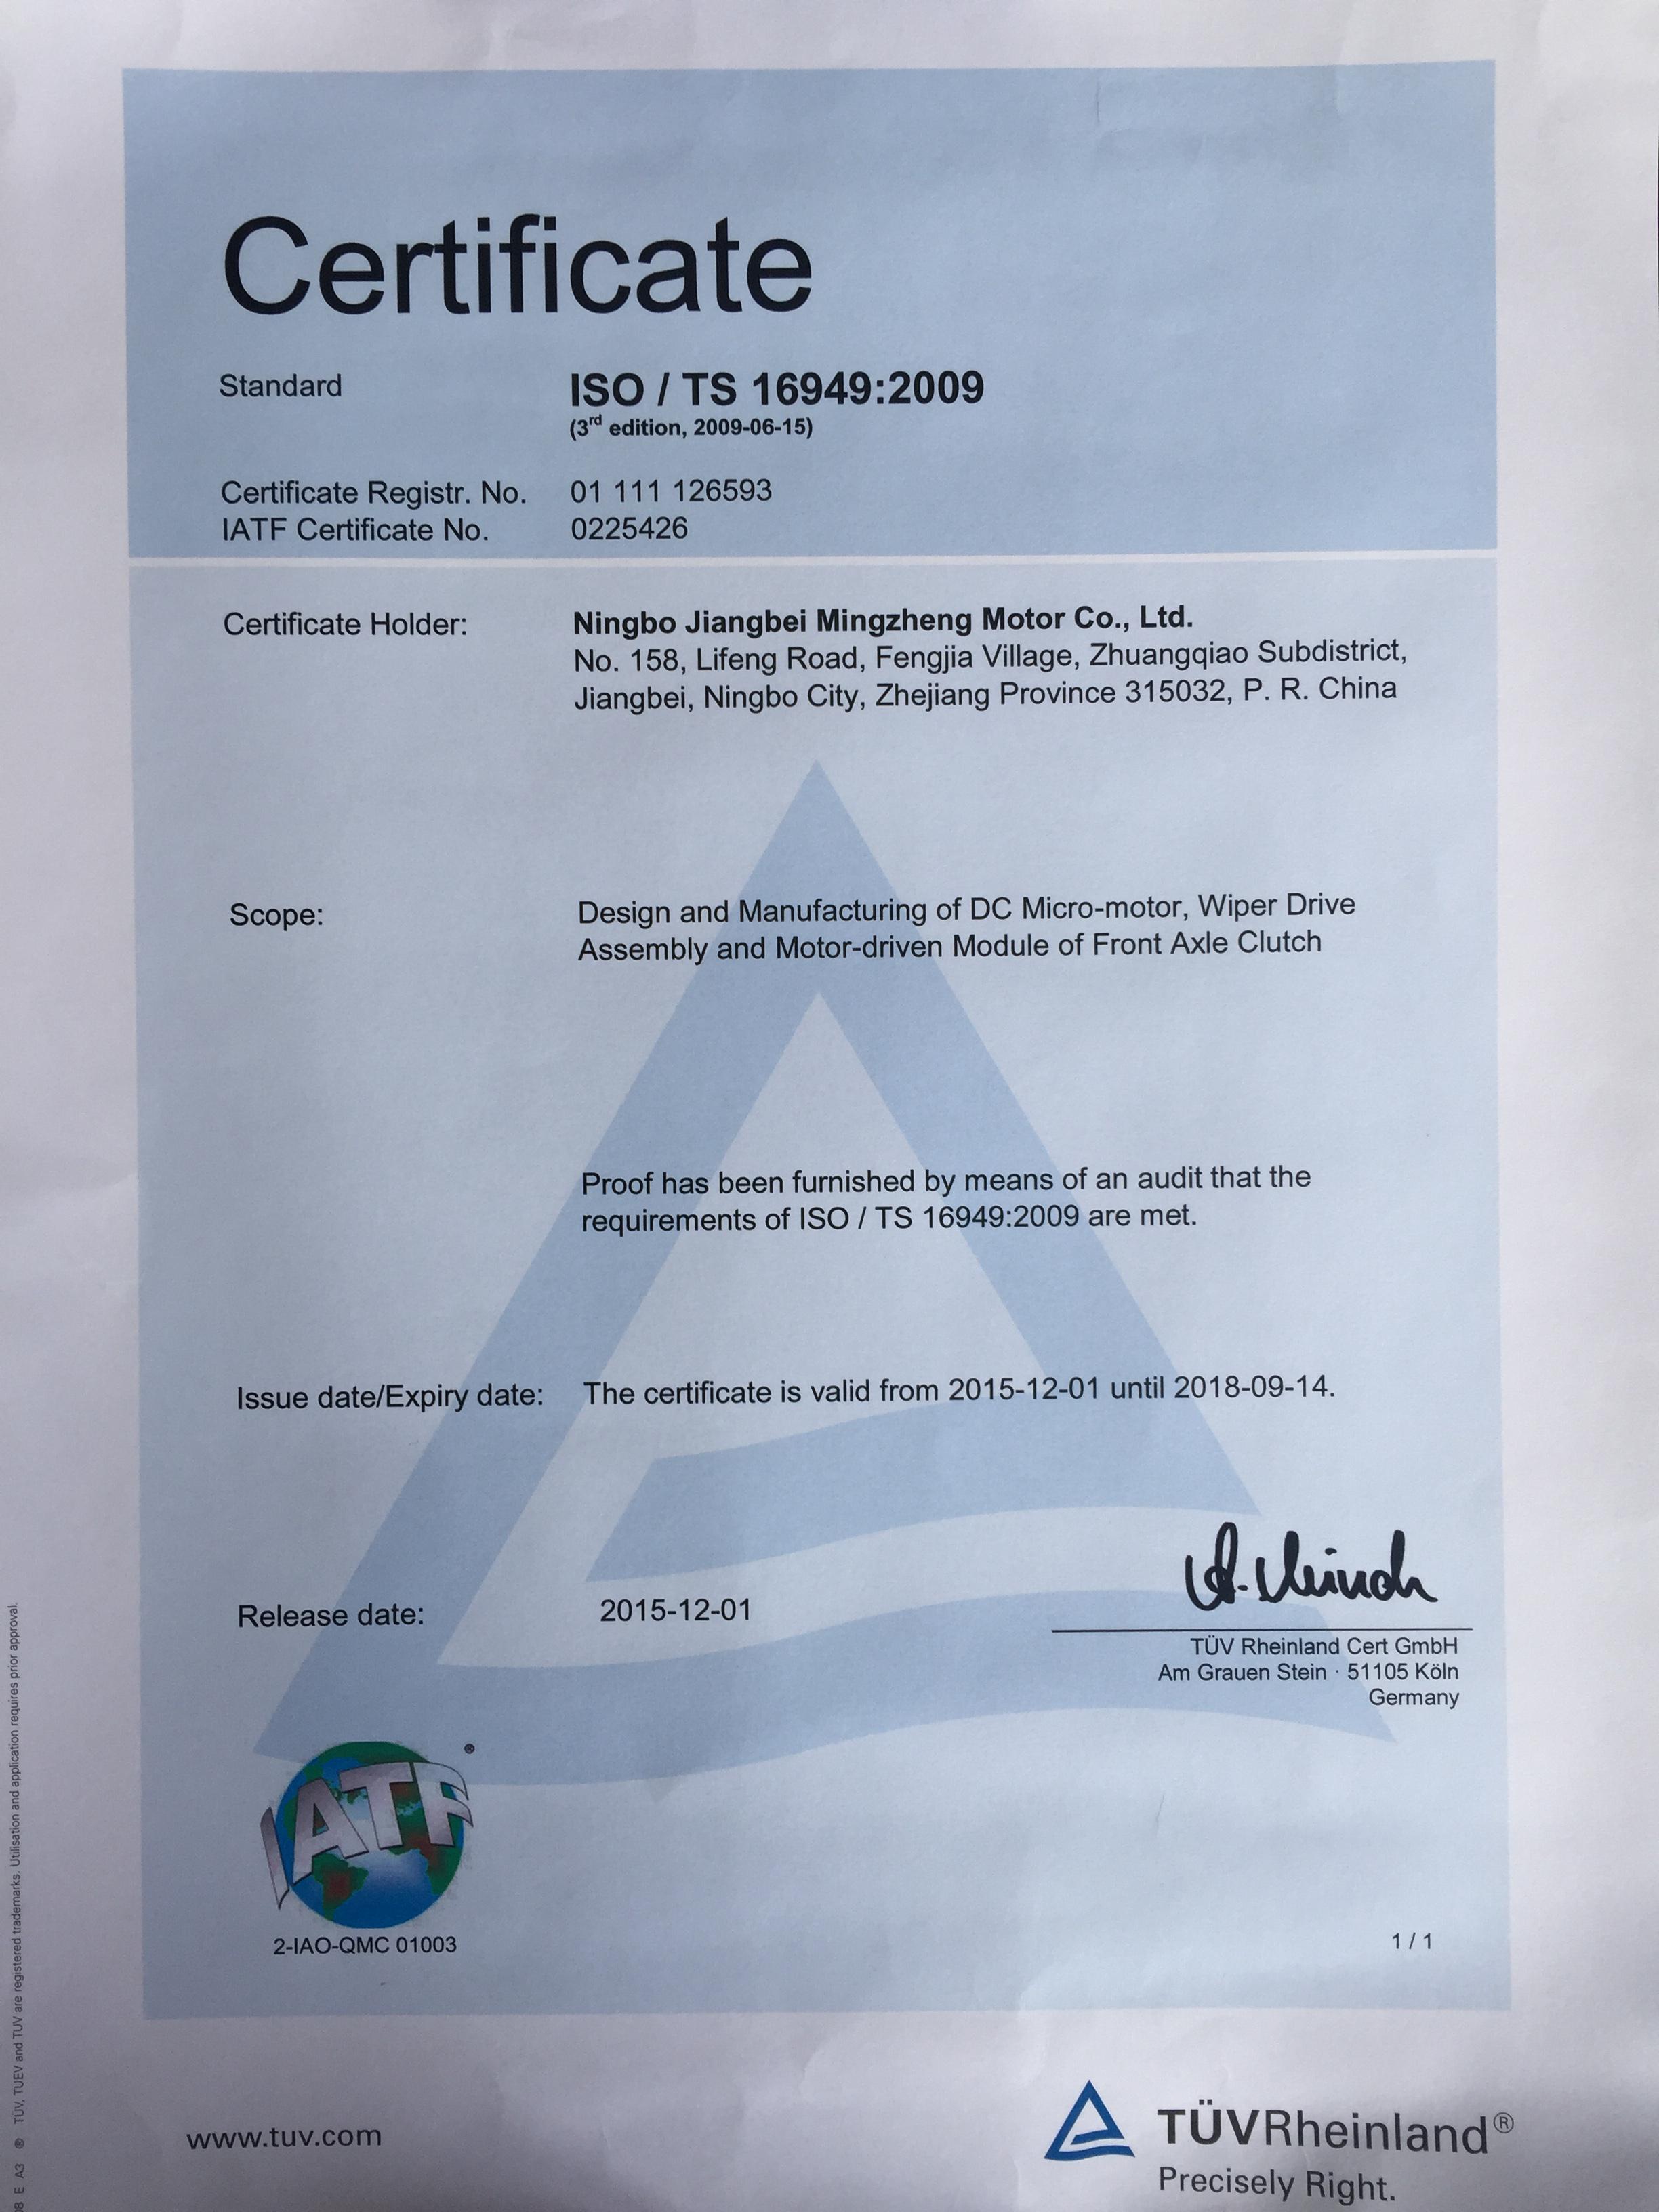 Certificate
Standard ISO / TS 16949:2009
(3rd edition, 2009-06-15)
Certificate Registr. No. 01 111 126593
IATF Certificate No. 0225426
Certificate Holder: Ningbo Jiangbei Mingzheng Motor Co., Ltd.
No. 158, Lifeng Road, Fengjia Village, Zhuangqiao Subdistrict,
Jiangbei, Ningbo City, Zhejiang Province 315032, P. R. China
Scope: Design and Manufacturing of DC Micro-motor, Wiper Drive
Assembly and Motor-driven Module of Front Axle Clutch
Proof has been furnished by means of an audit that the
requirements of ISO / TS 16949:2009 are met.
Issue date/Expiry date: The certificate is valid from 2015-12-01 until 2018-09-14.
Release date: 2015-12-01
TÜV Rheinland Cert GmbH
Am Grauen Stein · 51105 Köln
Germany
IATF®
2-IAO-QMC 01003
1 / 1
www.tuv.com
TÜVRheinland®
Precisely Right.
E A3 ® TÜV, TUEV and TUV are registered trademarks. Utilisation and application requires prior approval.